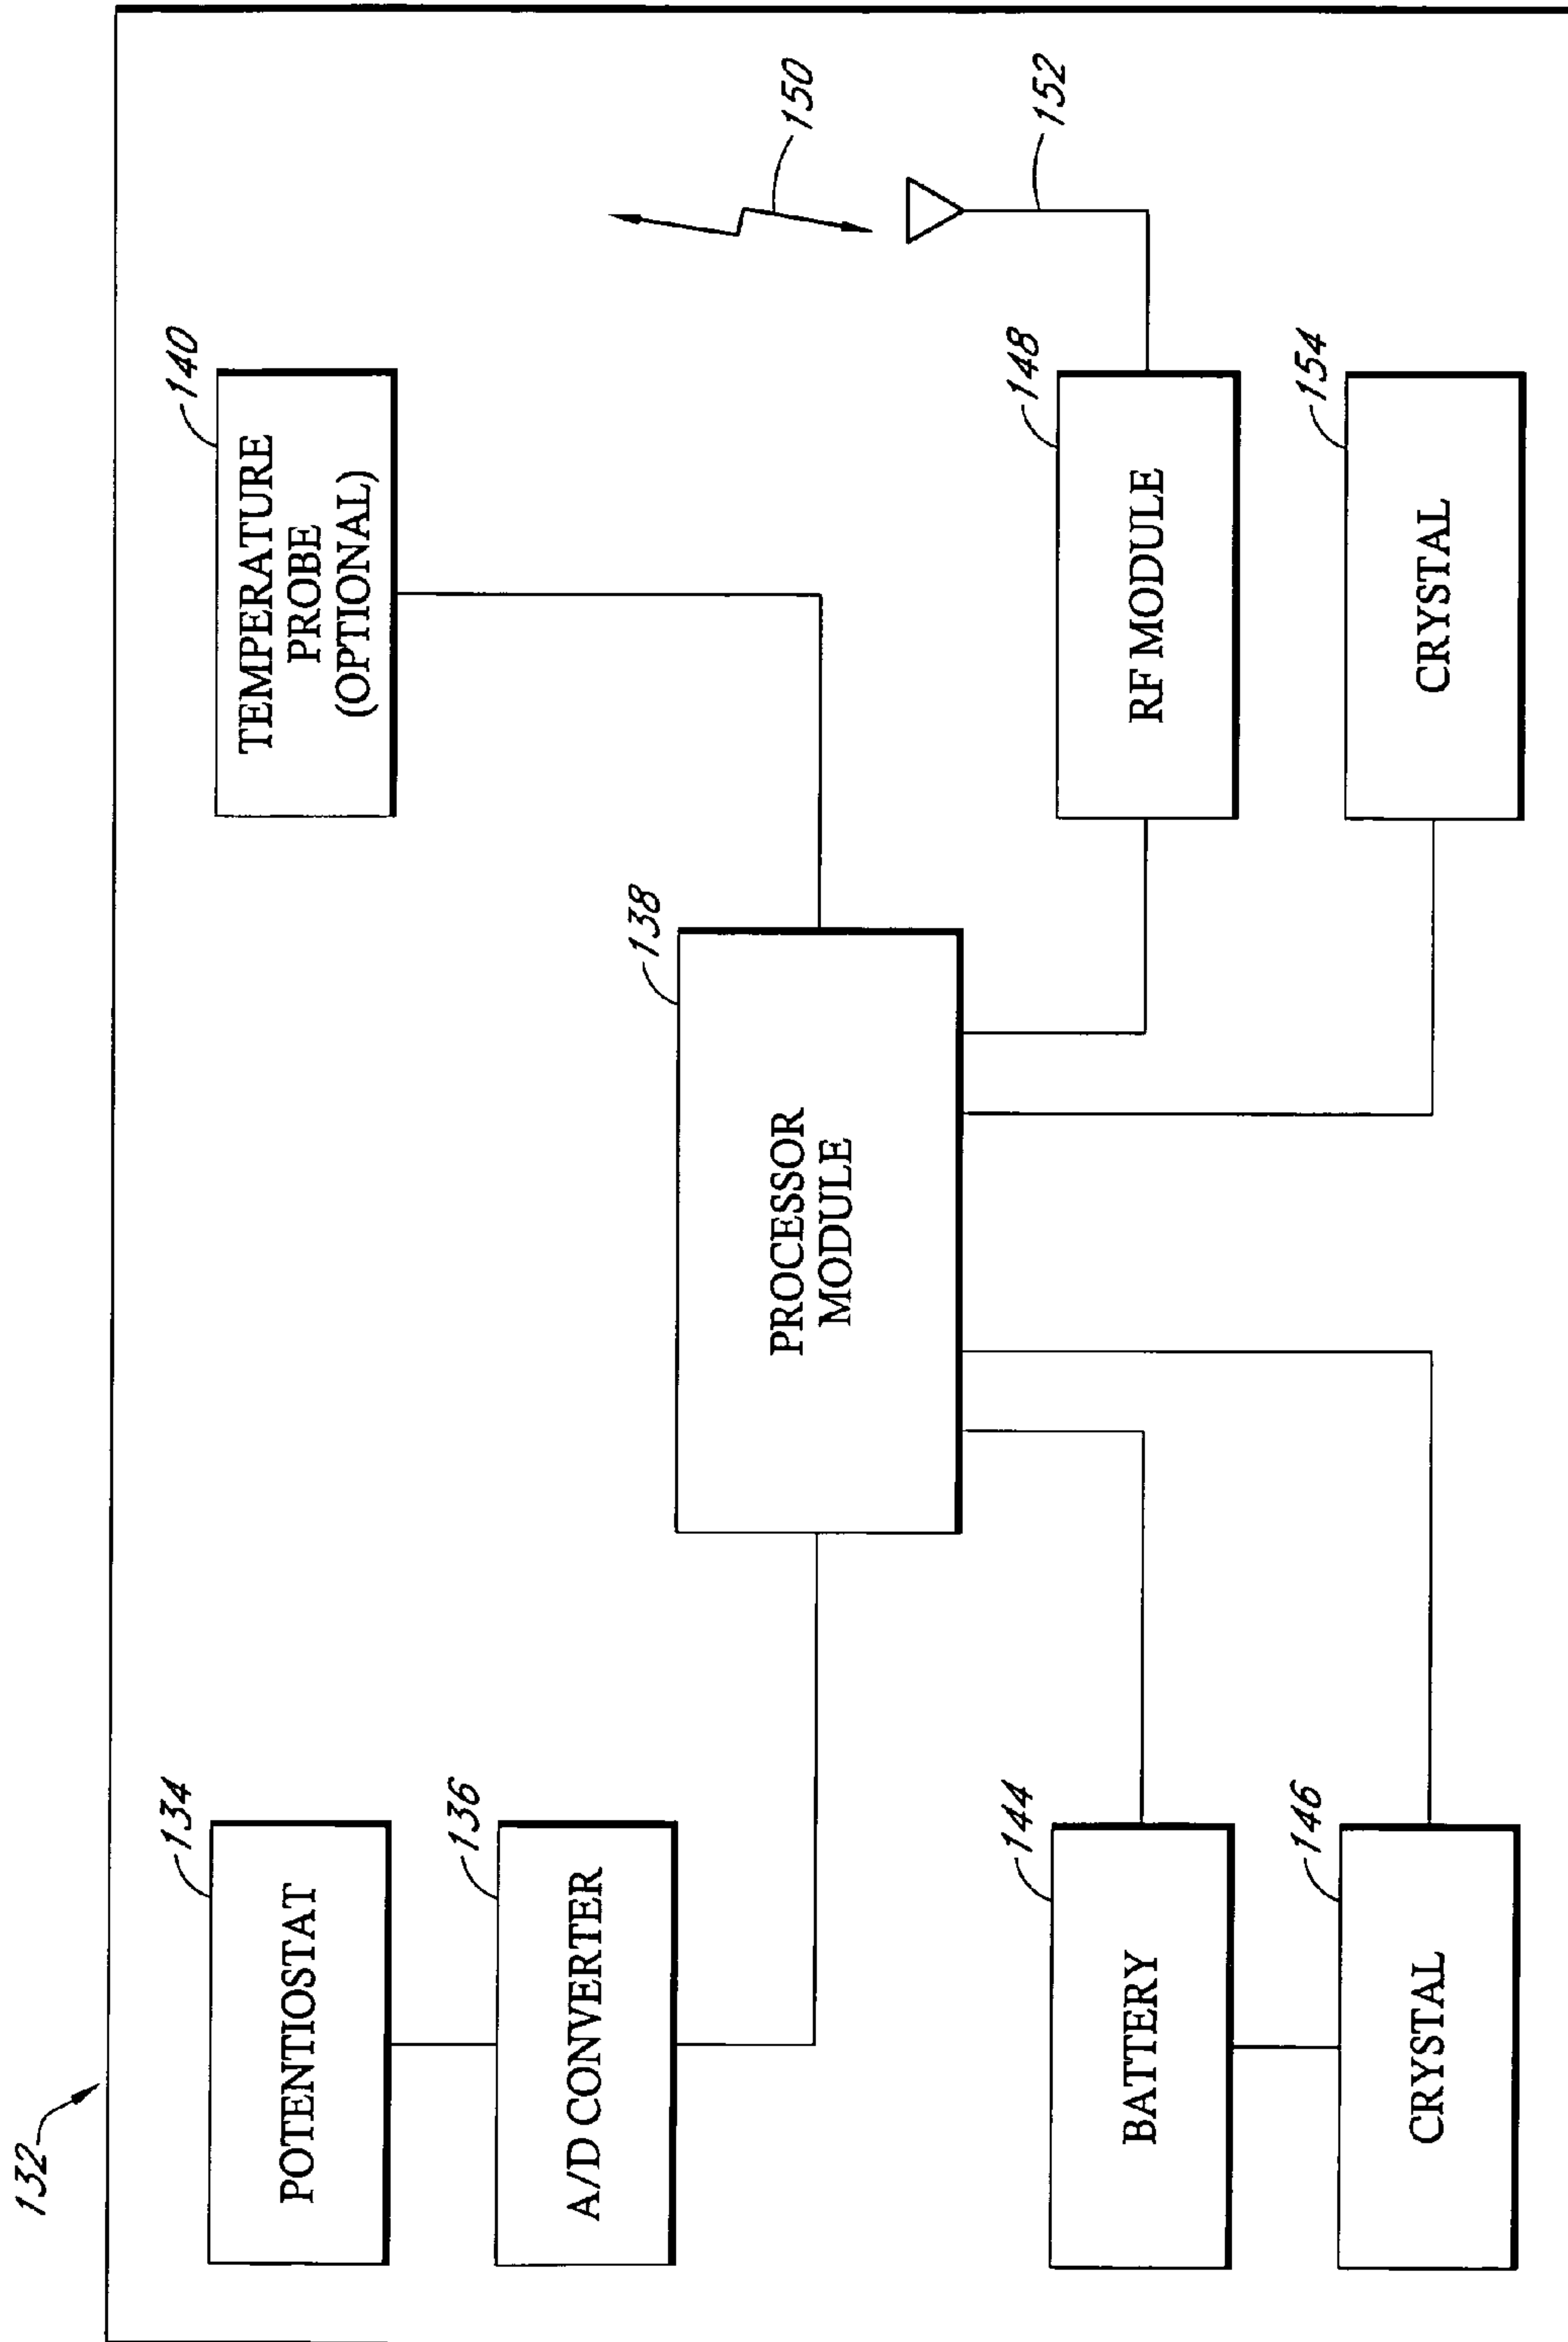 132
134
POTENTIOSTAT
136
A/D CONVERTER
138
PROCESSOR
MODULE
140
TEMPERATURE
PROBE
(OPTIONAL)
150
152
144
BATTERY
146
CRYSTAL
148
RF MODULE
154
CRYSTAL